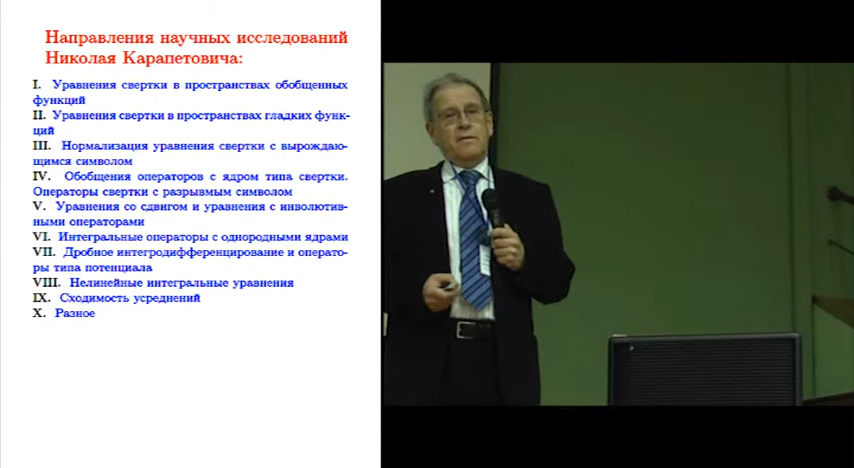 Направления научных исследований
Николая Карапетовича:
I. Уравнения свертки в пространствах обобщенных
функций
II. Уравнения свертки в пространствах гладких функ-
ций
III. Нормализация уравнения свертки с вырождаю-
щимся символом
IV. Обобщения операторов с ядром типа свертки.
Операторы свертки с разрывным символом
V. Уравнения со сдвигом и уравнения с инволютив-
ными операторами
VI. Интегральные операторы с однородными ядрами
VII. Дробное интегродифференцирование и операто-
ры типа потенциала
VIII. Нелинейные интегральные уравнения
IX. Сходимость усреднений
X. Разное